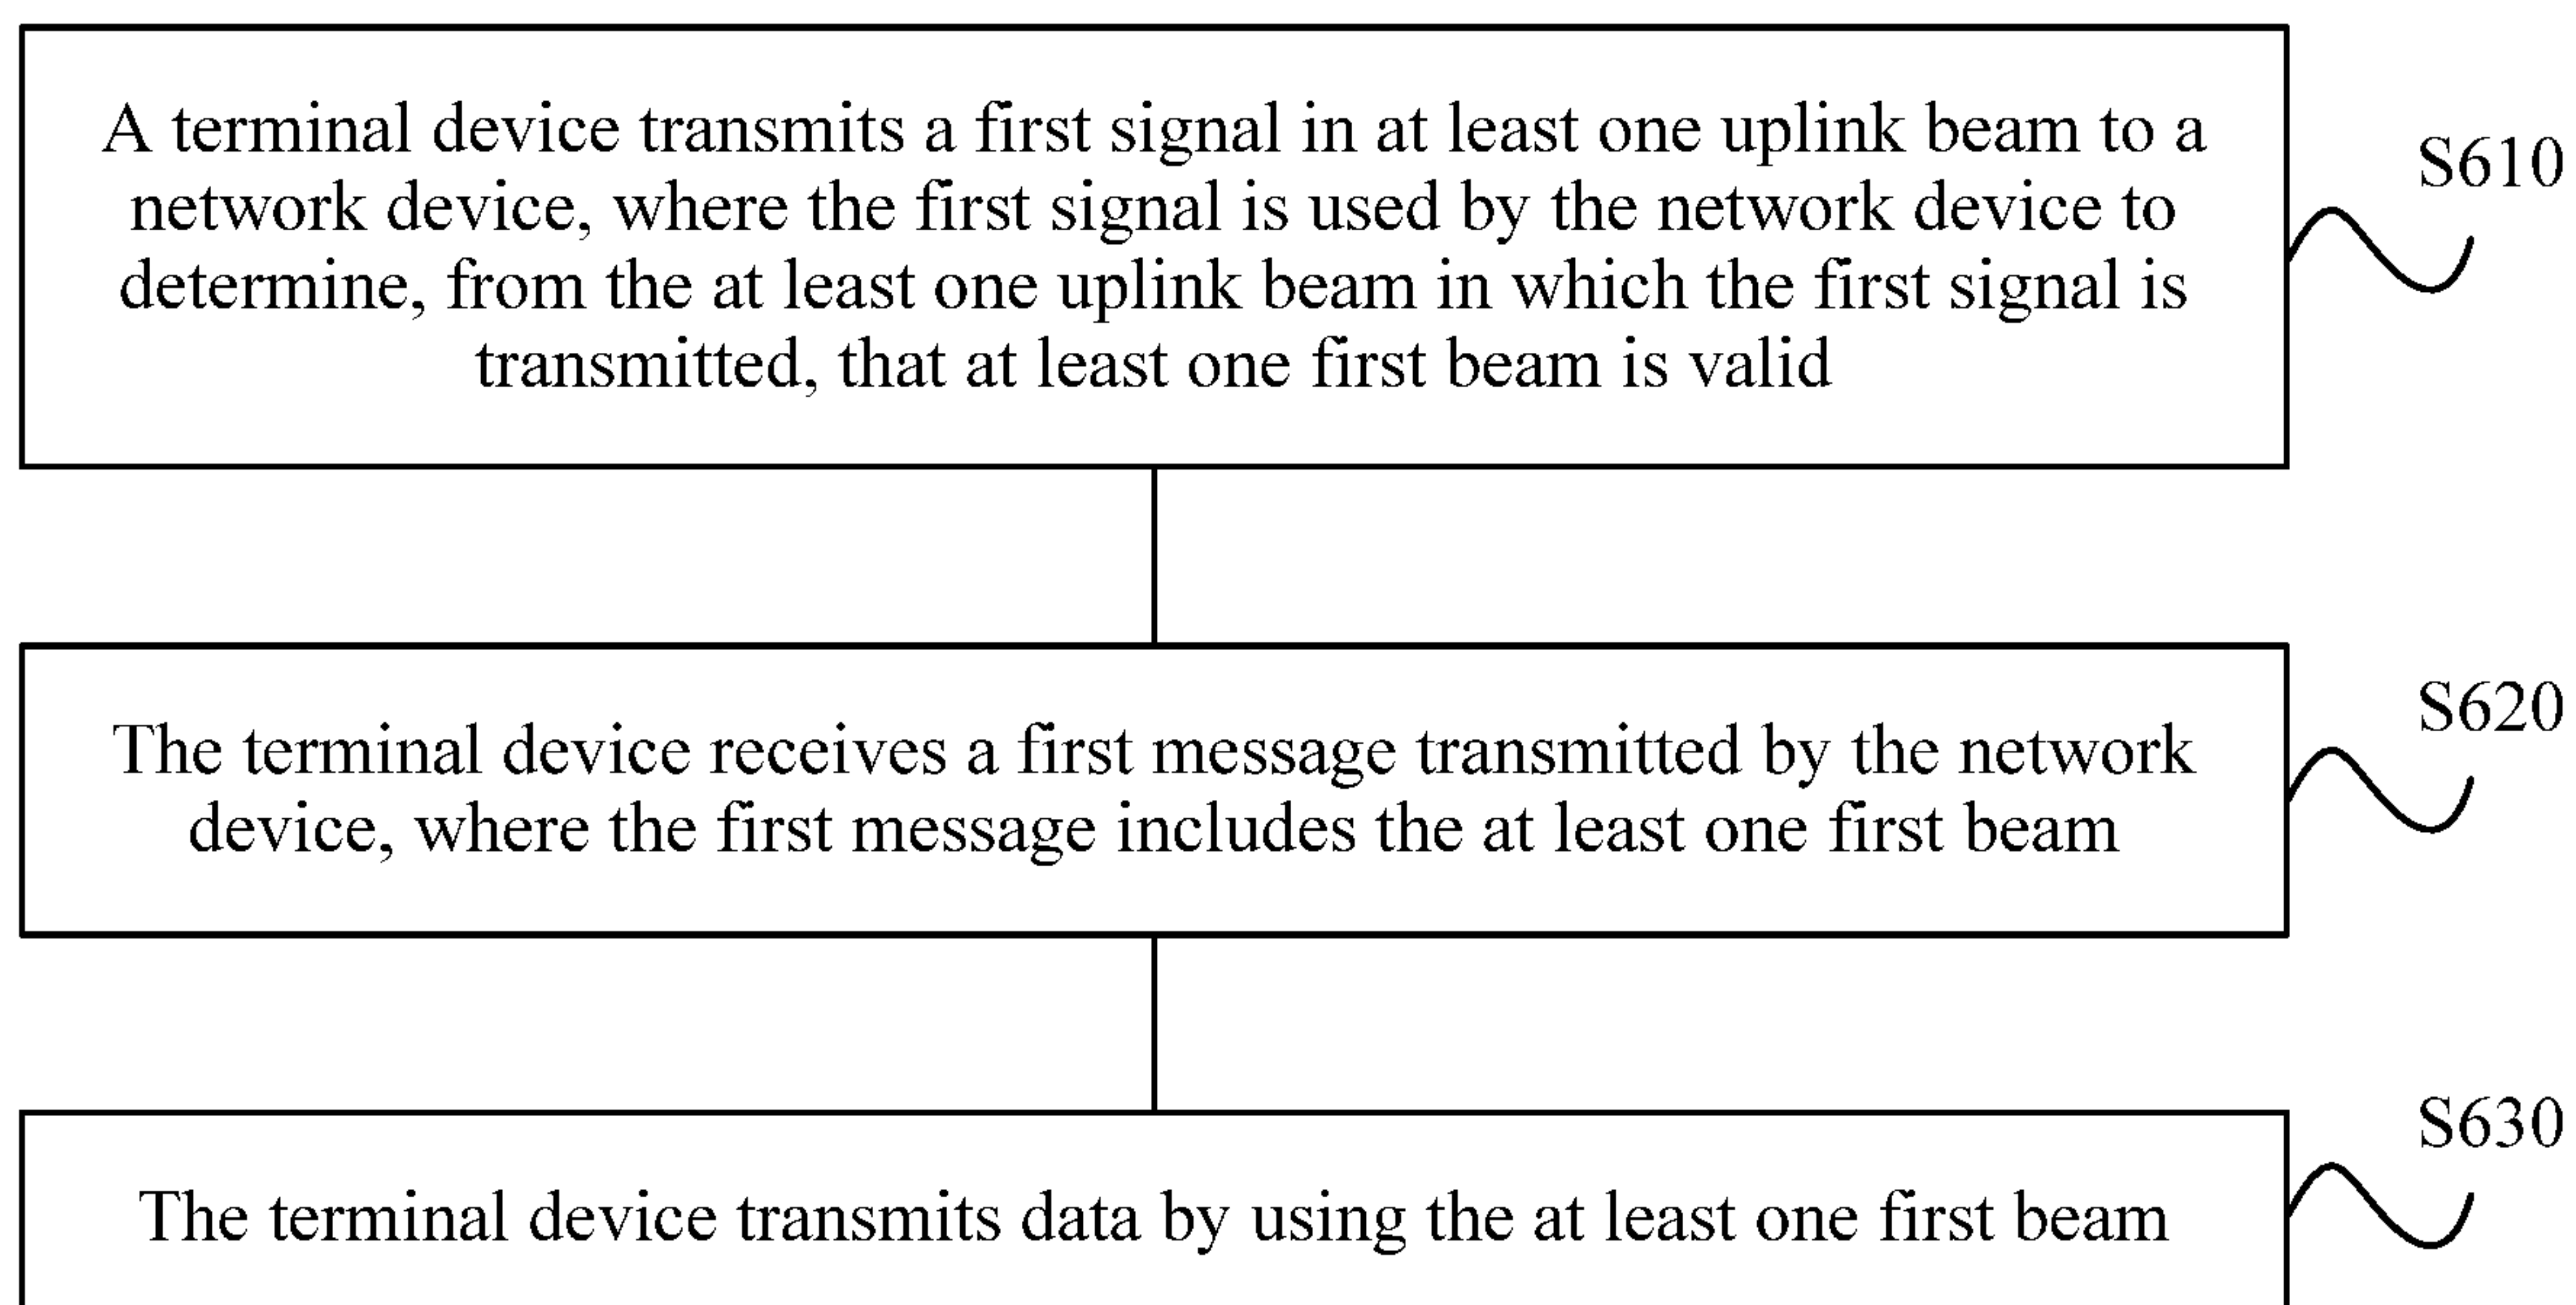 A terminal device transmits a first signal in at least one uplink beam to a
network device, where the first signal is used by the network device to
determine, from the at least one uplink beam in which the first signal is
transmitted, that at least one first beam is valid
S610
The terminal device receives a first message transmitted by the network
device, where the first message includes the at least one first beam
S620
The terminal device transmits data by using the at least one first beam
S630